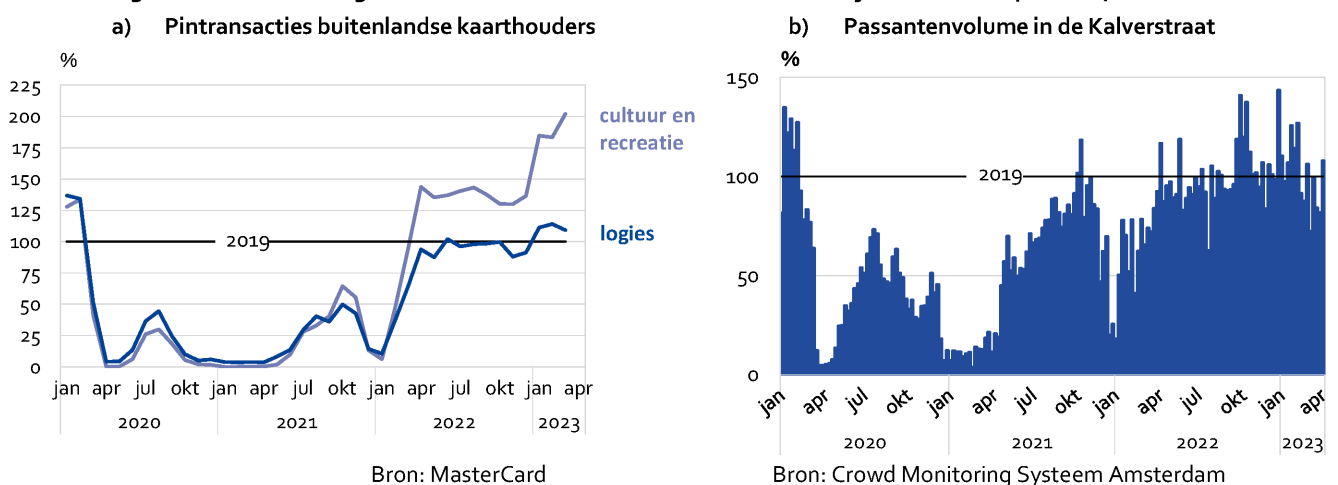 a) Pintransacties buitenlandse kaarthouders
%
225
200
175
150
125
100
75
50
25
0
2019
cultuur en
recreatie
logies
jan apr jul okt jan apr jul okt jan apr jul okt jan apr
2020 2021 2022 2023
Bron: MasterCard
b) Passantenvolume in de Kalverstraat
%
150
100
50
0
2019
jan apr jul okt jan apr jul okt jan apr jul okt jan apr
2020 2021 2022 2023
Bron: Crowd Monitoring Systeem Amsterdam